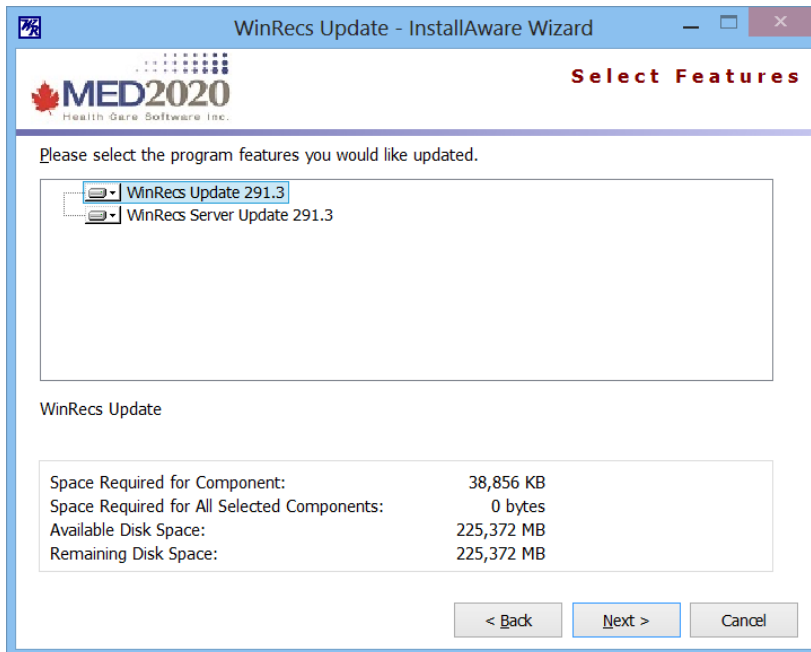 WR
WinRecs Update - InstallAware Wizard
MED2020
Health Care Software Inc.
Select Features
Please select the program features you would like updated.
WinRecs Update 291.3
WinRecs Server Update 291.3
WinRecs Update
Space Required for Component: 38,856 KB
Space Required for All Selected Components: 0 bytes
Available Disk Space: 225,372 MB
Remaining Disk Space: 225,372 MB
< Back Next > Cancel